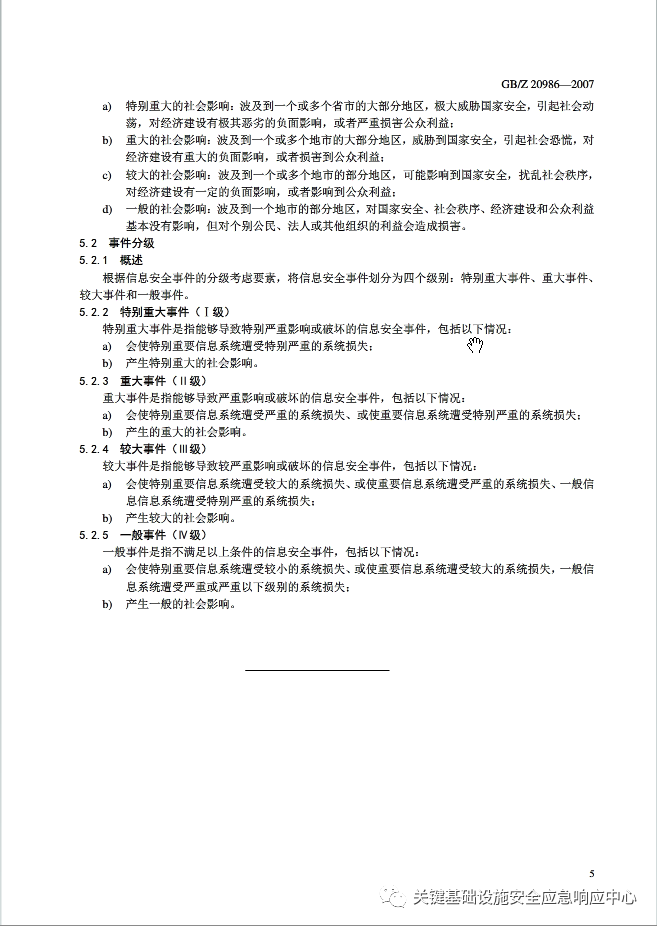 GB/Z 20986—2007
a) 特别重大的社会影响：波及到一个或多个省市的大部分地区，极大威胁国家安全，引起社会动
荡，对经济建设有极其恶劣的负面影响，或者严重损害公众利益；
b) 重大的社会影响：波及到一个或多个地市的大部分地区，威胁到国家安全，引起社会恐慌，对
经济建设有重大的负面影响，或者损害到公众利益；
c) 较大的社会影响：波及到一个或多个地市的部分地区，可能影响到国家安全，扰乱社会秩序，
对经济建设有一定的负面影响，或者影响到公众利益；
d) 一般的社会影响：波及到一个地市的部分地区，对国家安全、社会秩序、经济建设和公众利益
基本没有影响，但对个别公民、法人或其他组织的利益会造成损害。
5.2 事件分级
5.2.1 概述
根据信息安全事件的分级考虑要素，将信息安全事件划分为四个级别：特别重大事件、重大事件、
较大事件和一般事件。
5.2.2 特别重大事件（Ⅰ级）
特别重大事件是指能够导致特别严重影响或破坏的信息安全事件，包括以下情况：
a) 会使特别重要信息系统遭受特别严重的系统损失；
b) 产生特别重大的社会影响。
5.2.3 重大事件（Ⅱ级）
重大事件是指能够导致严重影响或破坏的信息安全事件，包括以下情况：
a) 会使特别重要信息系统遭受严重的系统损失、或使重要信息系统遭受特别严重的系统损失；
b) 产生的重大的社会影响。
5.2.4 较大事件（Ⅲ级）
较大事件是指能够导致较严重影响或破坏的信息安全事件，包括以下情况：
a) 会使特别重要信息系统遭受较大的系统损失、或使重要信息系统遭受严重的系统损失、一般信
息信息系统遭受特别严重的系统损失；
b) 产生较大的社会影响。
5.2.5 一般事件（Ⅳ级）
一般事件是指不满足以上条件的信息安全事件，包括以下情况：
a) 会使特别重要信息系统遭受较小的系统损失、或使重要信息系统遭受较大的系统损失，一般信
息系统遭受严重或严重以下级别的系统损失；
b) 产生一般的社会影响。
5
关键基础设施安全应急响应中心